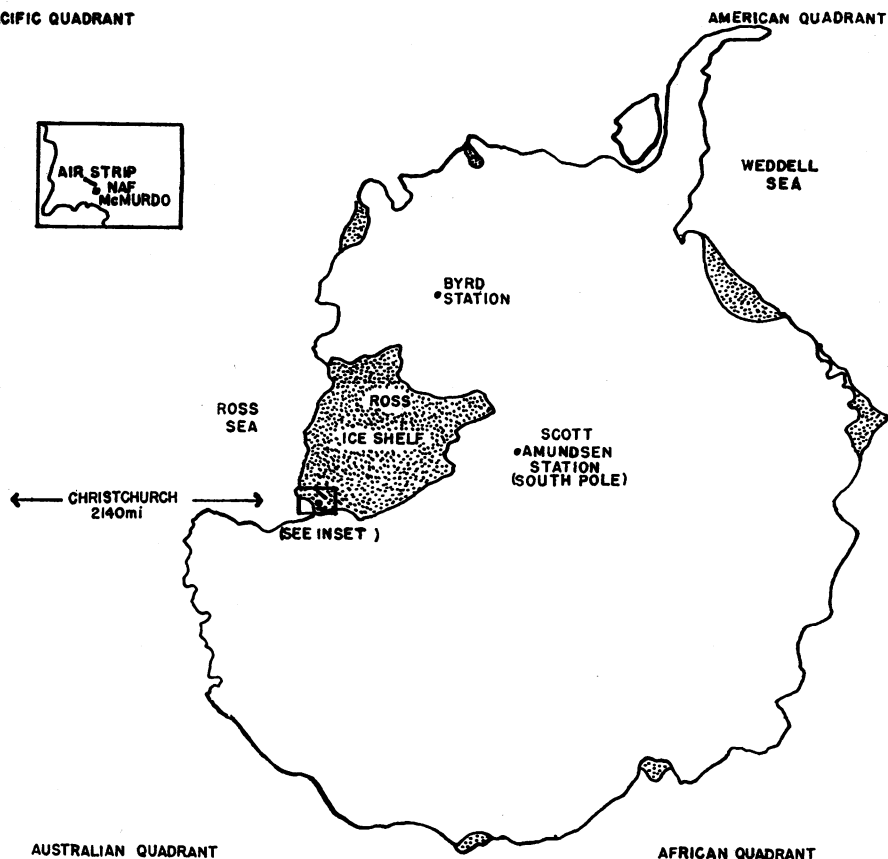 CIFIC QUADRANT
AMERICAN QUADRANT
AIR STRIP
NAF
McMURDO
WEDDELL
SEA
BYRD
STATION
ROSS
SEA
ROSS
ICE SHELF
SCOTT
AMUNDSEN
STATION
(SOUTH POLE)
CHRISTCHURCH
2140mi
(SEE INSET )
AUSTRALIAN QUADRANT
AFRICAN QUADRANT